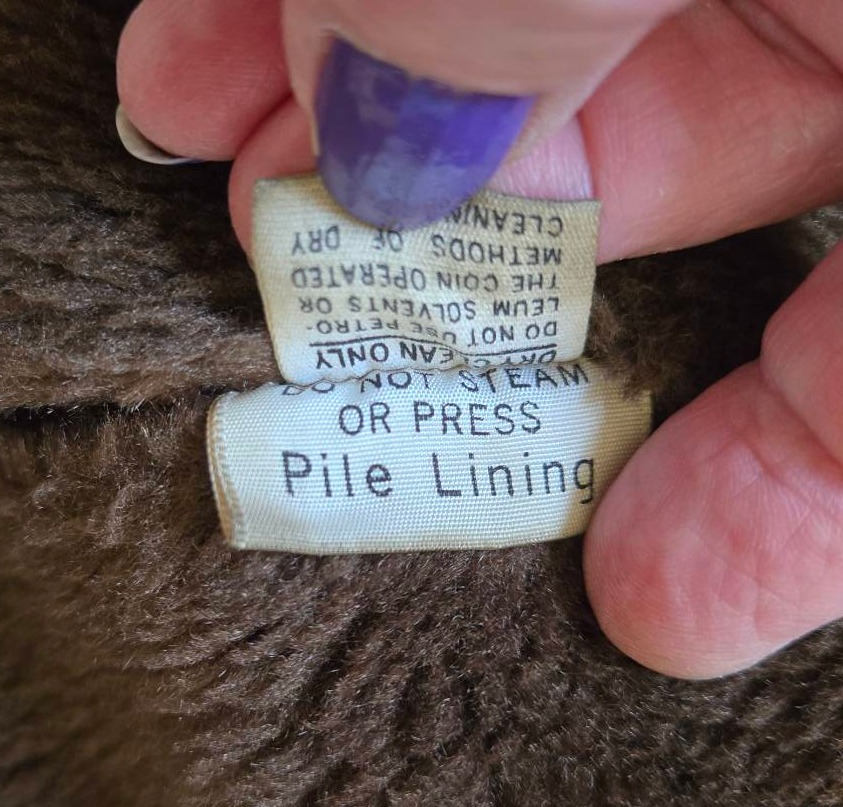 DRY CLEAN ONLY
DO NOT USE PETRO-
LEUM SOLVENTS OR
THE COIN OPERATED
METHODS OF DRY
CLEANING
DO NOT STEAM
OR PRESS
Pile Lining